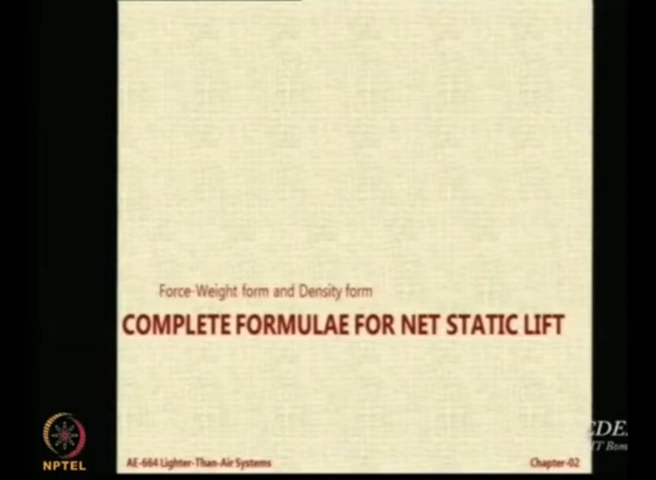 Force-Weight form and Density form
COMPLETE FORMULAE FOR NET STATIC LIFT
NPTEL
AE-664 Lighter-Than-Air Systems
Chapter-02